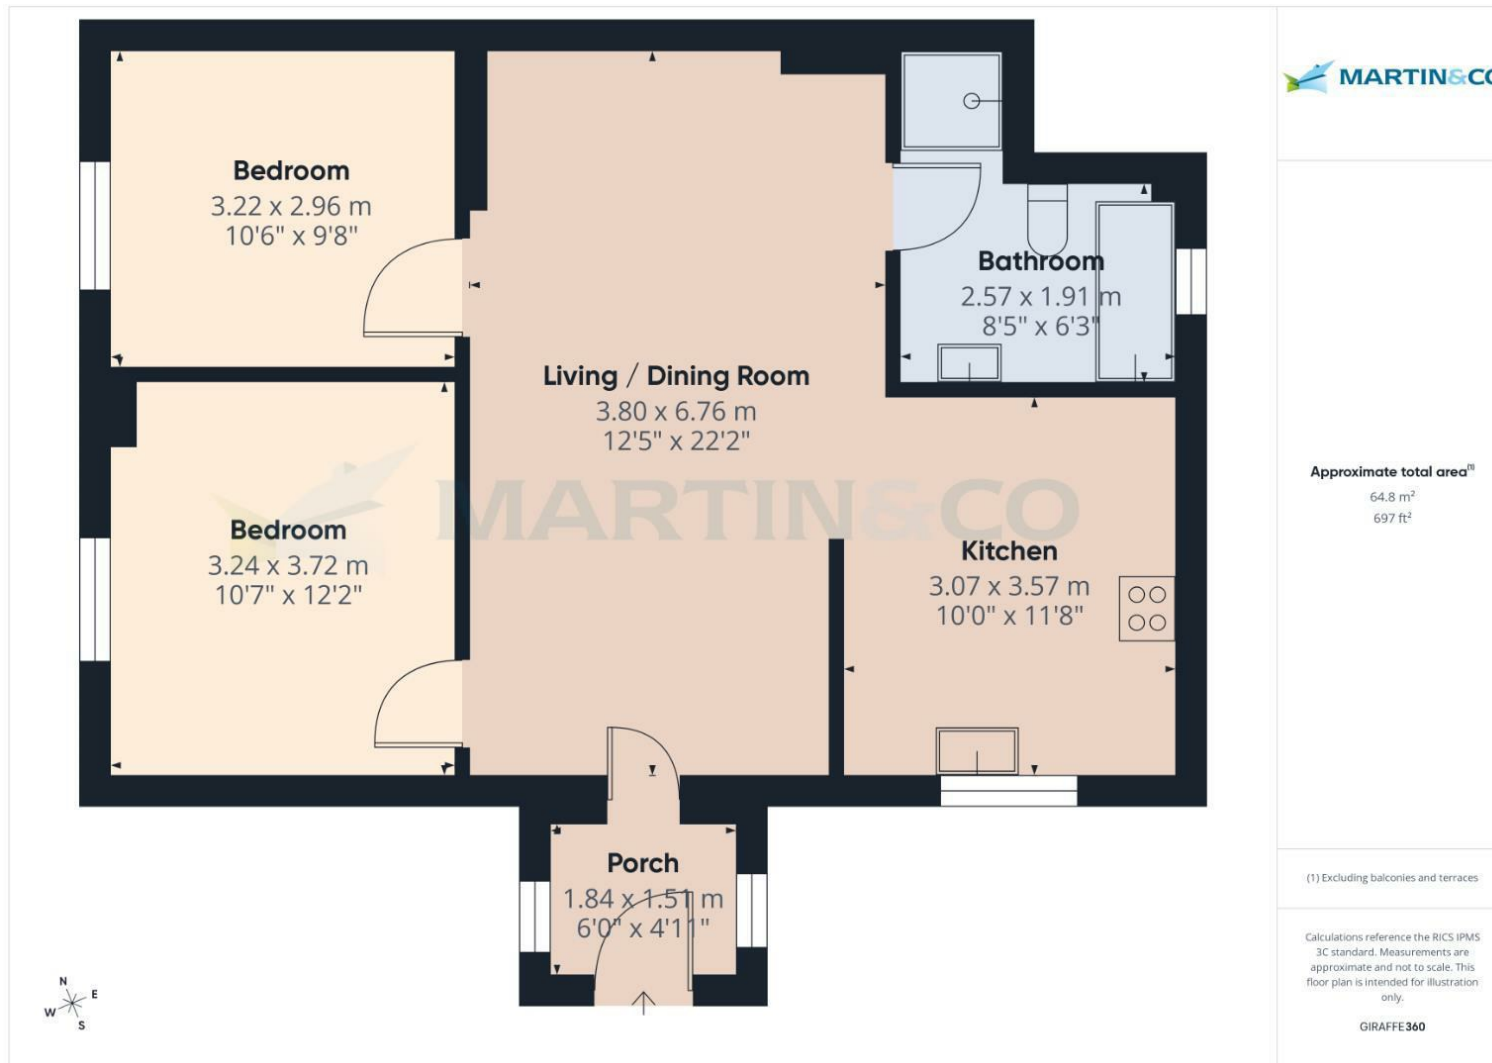 Bedroom
3.22 x 2.96 m
10'6" x 9'8"
Bathroom
2.57 x 1.91 m
8'5" x 6'3"
Living / Dining Room
3.80 x 6.76 m
12'5" x 22'2"
MARTIN&CO
Bedroom
3.24 x 3.72 m
10'7" x 12'2"
Kitchen
3.07 x 3.57 m
10'0" x 11'8"
Porch
1.84 x 1.51 m
6'0" x 4'11"
N
E
W
S
MARTIN&CO
Approximate total area(1)
64.8 m²
697 ft²
(1) Excluding balconies and terraces
Calculations reference the RICS IPMS
3C standard. Measurements are
approximate and not to scale. This
floor plan is intended for illustration
only.
GIRAFFE360